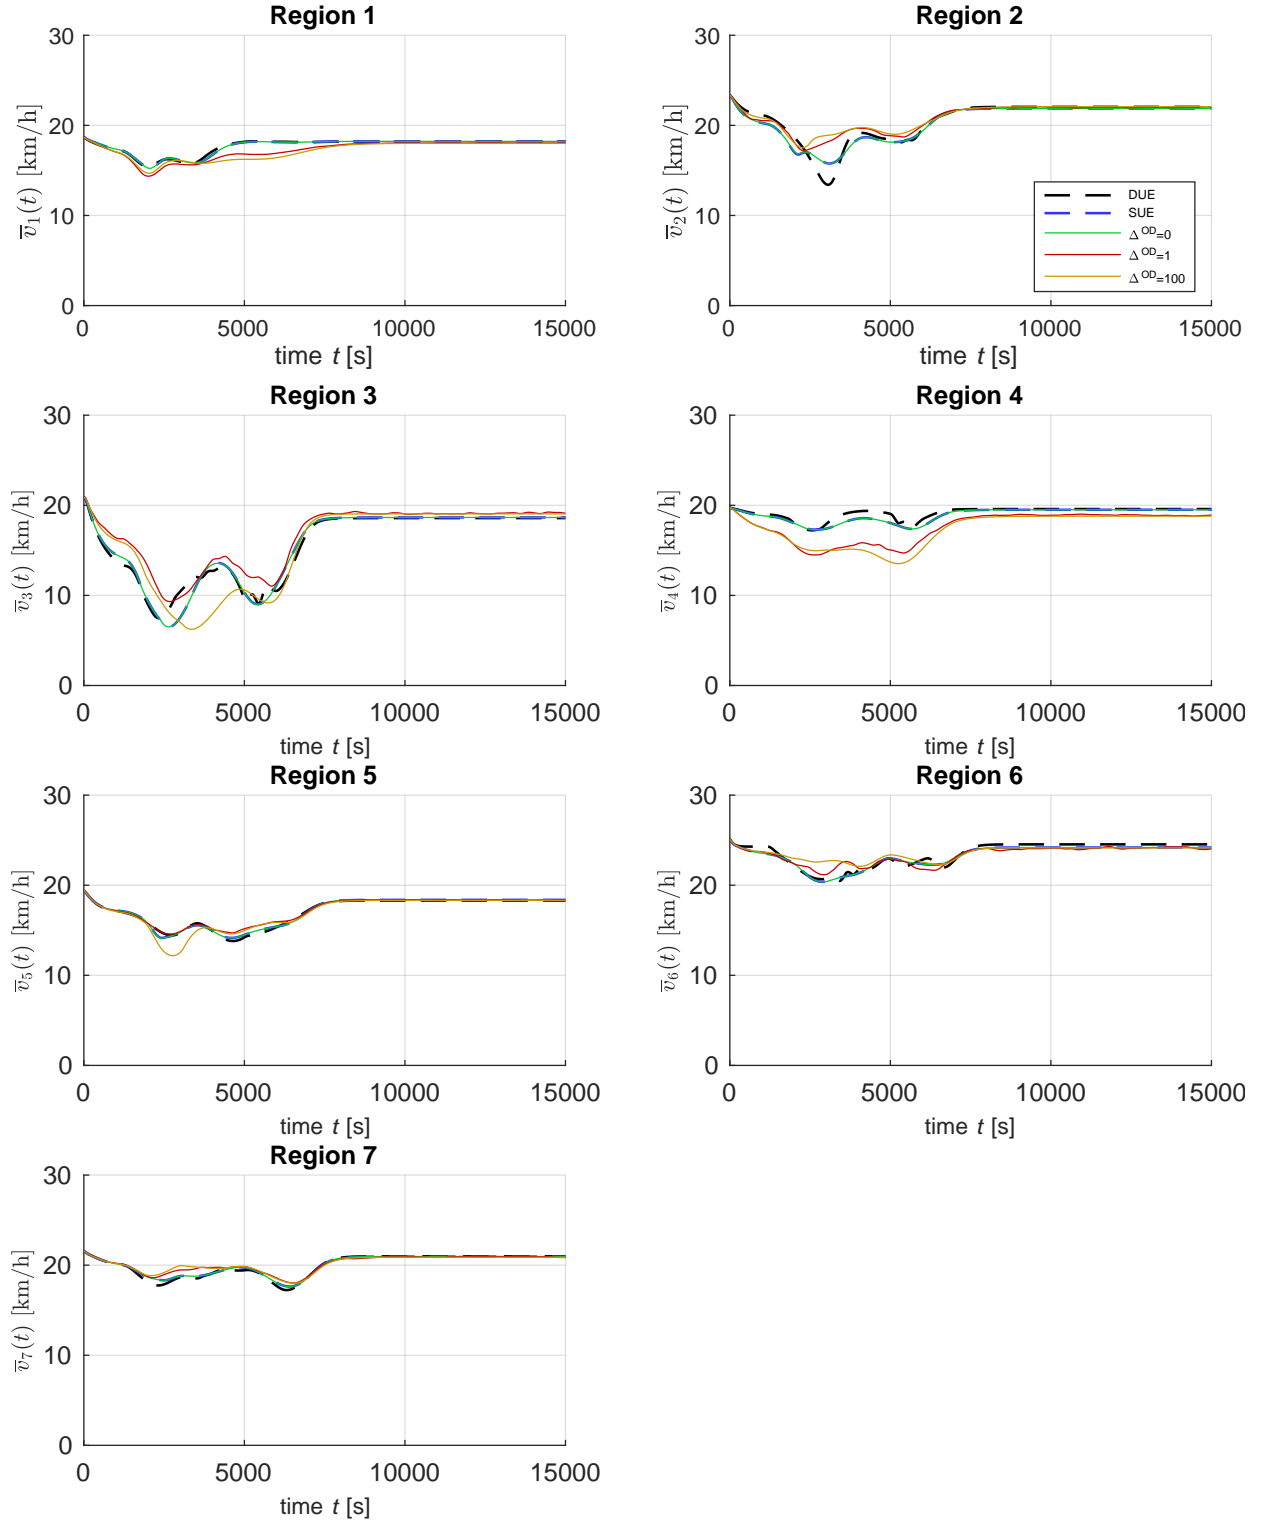 Region 1
30
20
10
0
0 5000 10000 15000
time t [s]
v̅₁(t) [km/h]
Region 2
30
20
10
0
0 5000 10000 15000
time t [s]
v̅₂(t) [km/h]
DUE
SUE
Δ^OD=0
Δ^OD=1
Δ^OD=100
Region 3
30
20
10
0
0 5000 10000 15000
time t [s]
v̅₃(t) [km/h]
Region 4
30
20
10
0
0 5000 10000 15000
time t [s]
v̅₄(t) [km/h]
Region 5
30
20
10
0
0 5000 10000 15000
time t [s]
v̅₅(t) [km/h]
Region 6
30
20
10
0
0 5000 10000 15000
time t [s]
v̅₆(t) [km/h]
Region 7
30
20
10
0
0 5000 10000 15000
time t [s]
v̅₇(t) [km/h]